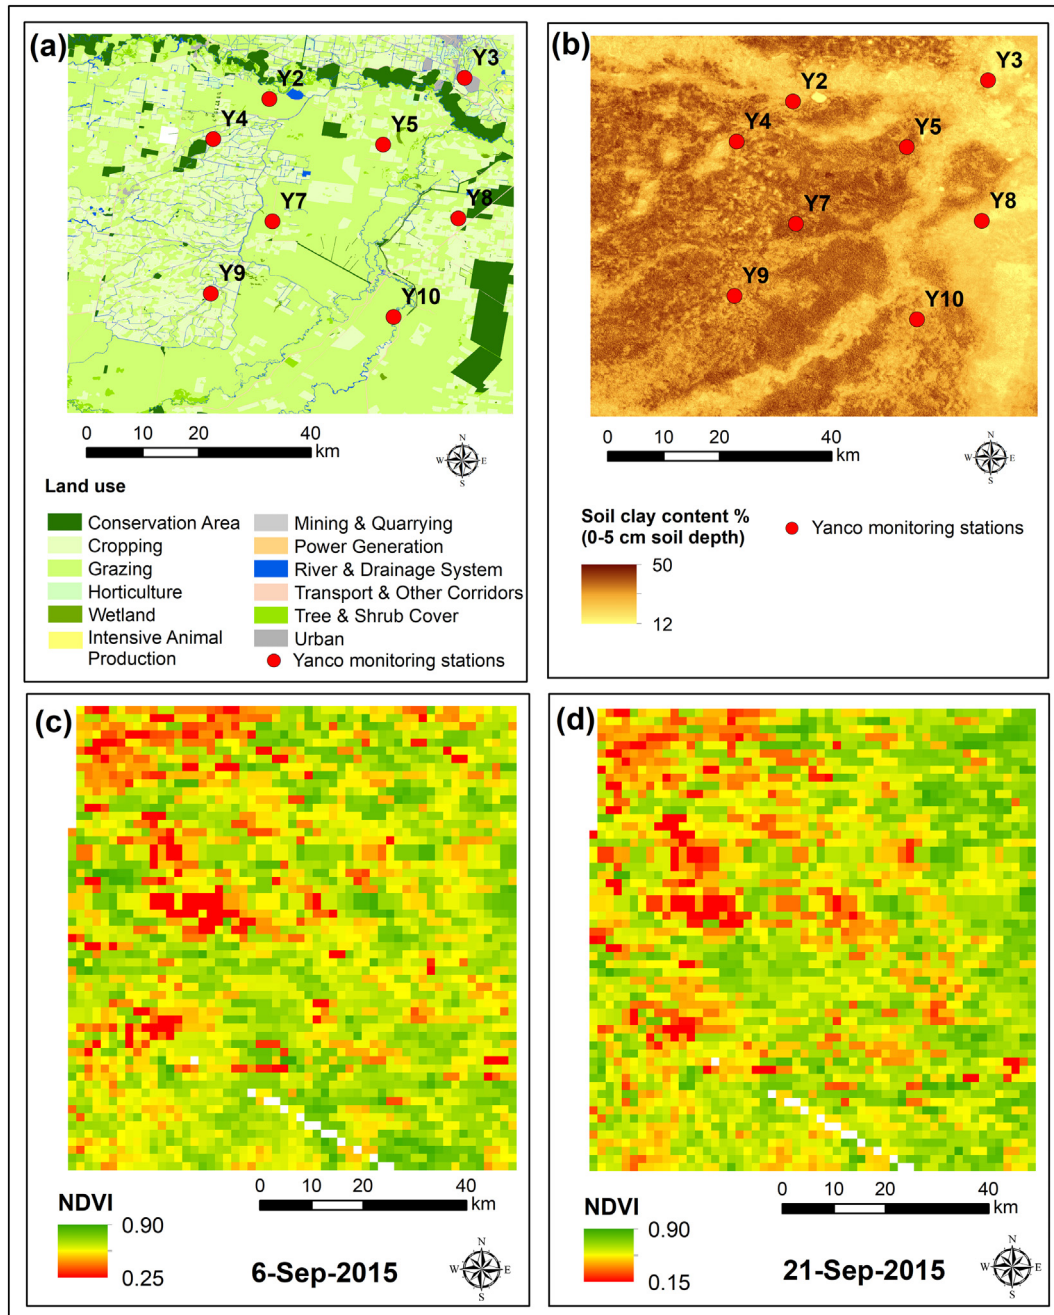 (a)
Y3
Y2
Y4
Y5
Y7
Y8
Y9
Y10
0 10 20 40
km
N
W E
S
Land use
Conservation Area
Cropping
Grazing
Horticulture
Wetland
Intensive Animal
Production
Mining & Quarrying
Power Generation
River & Drainage System
Transport & Other Corridors
Tree & Shrub Cover
Urban
Yanco monitoring stations
(b)
Y3
Y2
Y4
Y5
Y7
Y8
Y9
Y10
0 10 20 40
km
N
W E
S
Soil clay content %
(0-5 cm soil depth)
50
12
Yanco monitoring stations
(c)
0 10 20 40
km
NDVI
0.90
0.25
6-Sep-2015
N
W E
S
(d)
0 10 20 40
km
NDVI
0.90
0.15
21-Sep-2015
N
W E
S